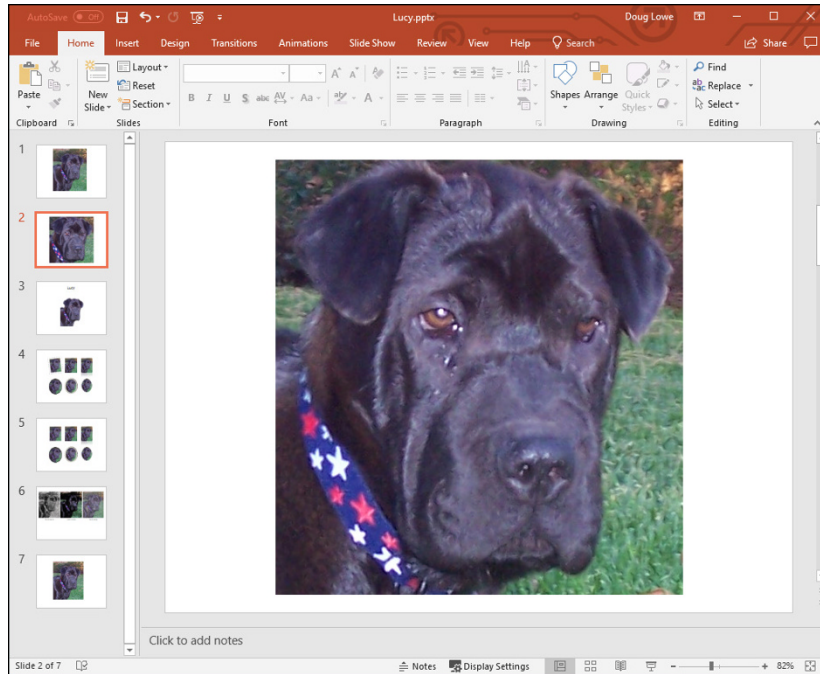 AutoSave Off Lucy.pptx Doug Lowe
File Home Insert Design Transitions Animations Slide Show Review View Help Search Share
Paste
New Slide
Layout
Reset
Section
B I U S abc AV Aa A A A
Shapes Arrange Quick Styles
Find
Replace
Select
Clipboard Slides Font Paragraph Drawing Editing
1
2
3
4
5
6
7
Click to add notes
Slide 2 of 7 Notes Display Settings 82%